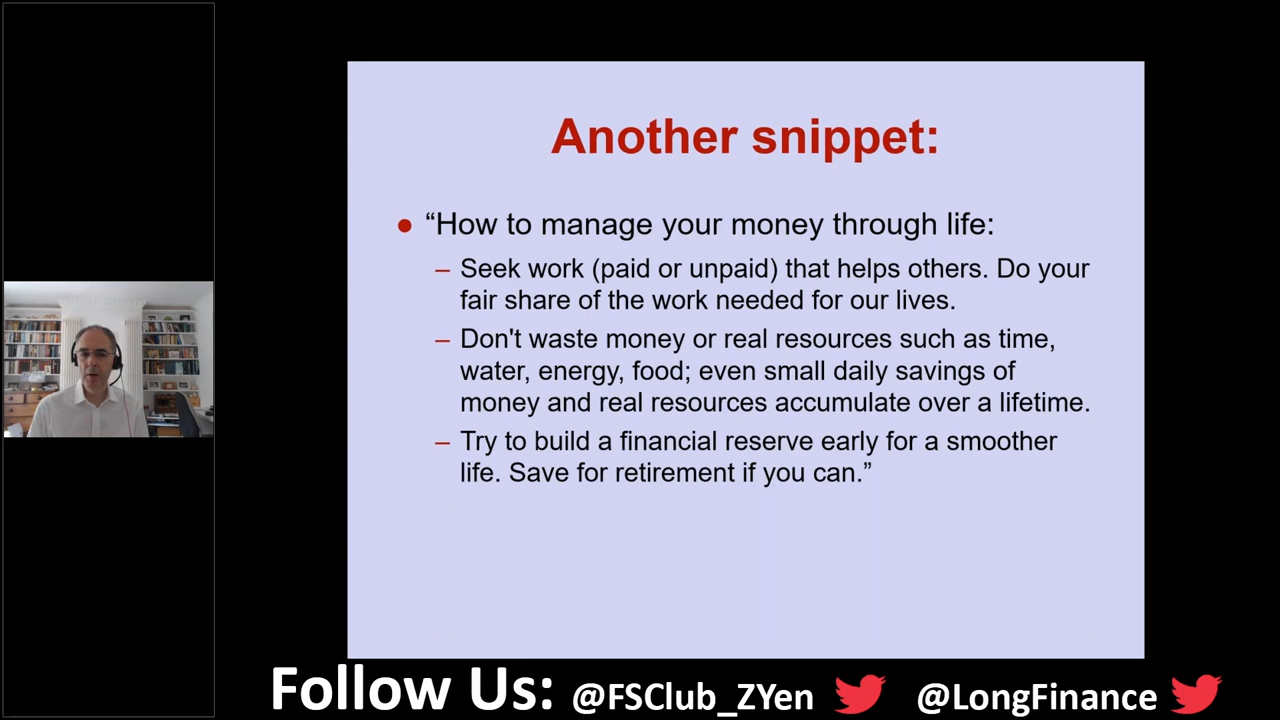 Another snippet:
“How to manage your money through life:
– Seek work (paid or unpaid) that helps others. Do your
fair share of the work needed for our lives.
– Don't waste money or real resources such as time,
water, energy, food; even small daily savings of
money and real resources accumulate over a lifetime.
– Try to build a financial reserve early for a smoother
life. Save for retirement if you can.”
Follow Us: @FSClub_ZYen @LongFinance